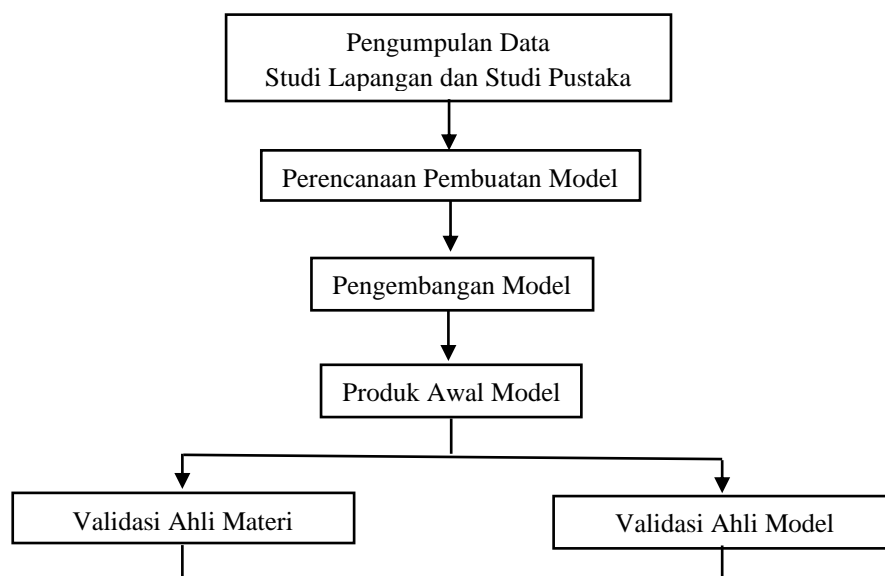 Pengumpulan Data
Studi Lapangan dan Studi Pustaka
Perencanaan Pembuatan Model
Pengembangan Model
Produk Awal Model
Validasi Ahli Materi
Validasi Ahli Model